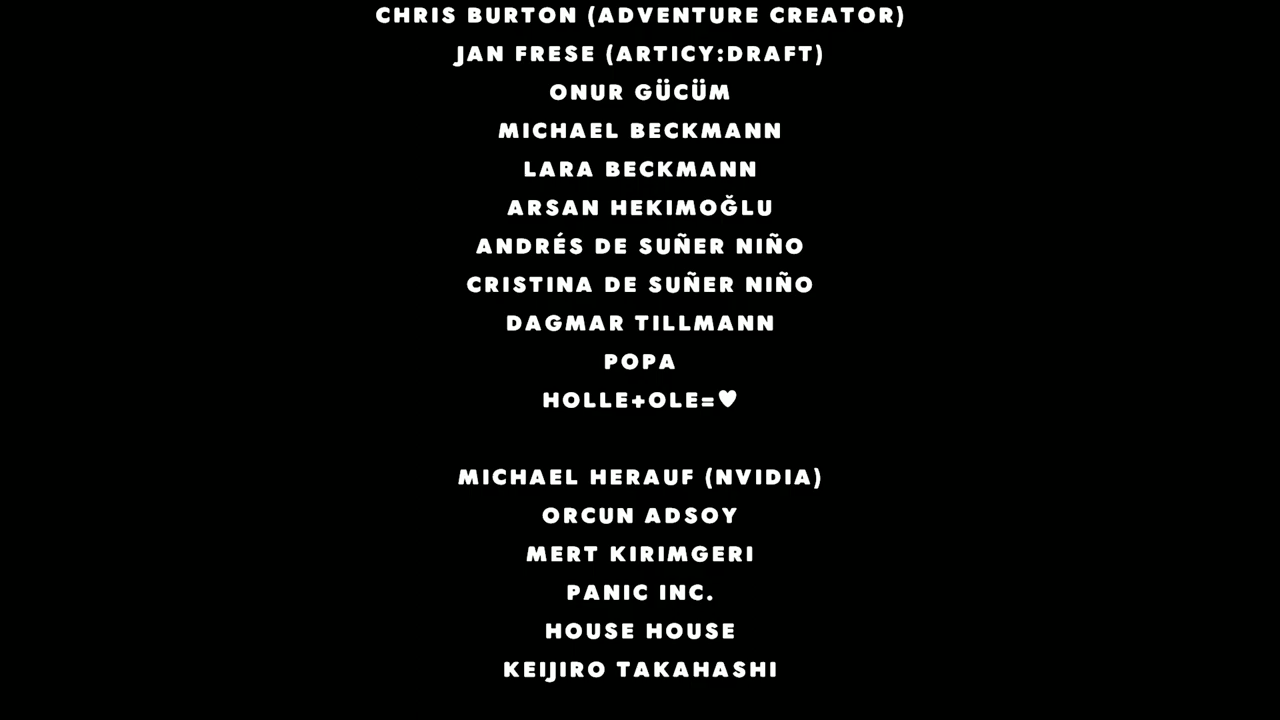 CHRIS BURTON (ADVENTURE CREATOR)
JAN FRESE (ARTICY:DRAFT)
ONUR GÜCÜM
MICHAEL BECKMANN
LARA BECKMANN
ARSAN HEKIMOĞLU
ANDRÉS DE SUÑER NIÑO
CRISTINA DE SUÑER NIÑO
DAGMAR TILLMANN
POPA
HOLLE+OLE=♥
MICHAEL HERAUF (NVIDIA)
ORCUN ADSOY
MERT KIRIMGERI
PANIC INC.
HOUSE HOUSE
KEIJIRO TAKAHASHI